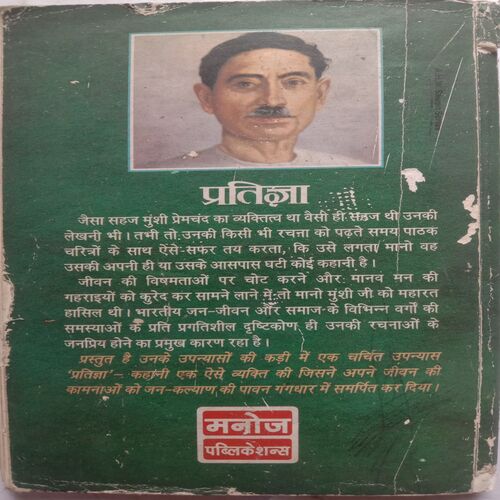 प्रतिज्ञा
जैसा सहज मुंशी प्रेमचंद का व्यक्तित्व था वैसी ही सहज थी उनकी
लेखनी भी। तभी तो उनकी किसी भी रचना को पढ़ते समय पाठक
चरित्रों के साथ ऐसे सफर तय करता, कि उसे लगता मानो वह
उसकी अपनी ही या उसके आसपास घटी कोई कहानी है।
जीवन की विषमताओं पर चोट करने और मानव मन की
गहराइयों को कुरेद कर सामने लाने में तो मानो मुंशी जी को महारत
हासिल थी। भारतीय जन-जीवन और समाज के विभिन्न वर्गों की
समस्याओं के प्रति प्रगतिशील दृष्टिकोण ही उनकी रचनाओं के
जनप्रिय होने का प्रमुख कारण रहा है।
प्रस्तुत है उनके उपन्यासों की कड़ी में एक चर्चित उपन्यास
'प्रतिज्ञा'– कहानी एक ऐसे व्यक्ति की जिसने अपने जीवन की
कामनाओं को जन-कल्याण की पावन गंगधार में समर्पित कर दिया।
मनोज
पब्लिकेशन्स